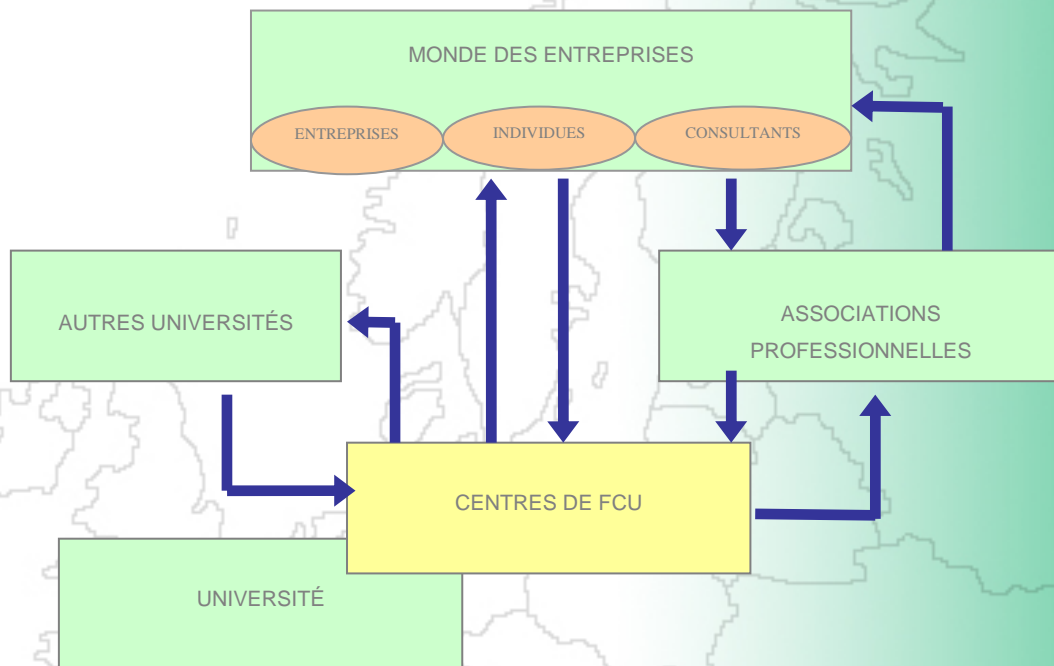 MONDE DES ENTREPRISES
ENTREPRISES
INDIVIDUES
CONSULTANTS
AUTRES UNIVERSITÉS
ASSOCIATIONS
PROFESSIONNELLES
CENTRES DE FCU
UNIVERSITÉ